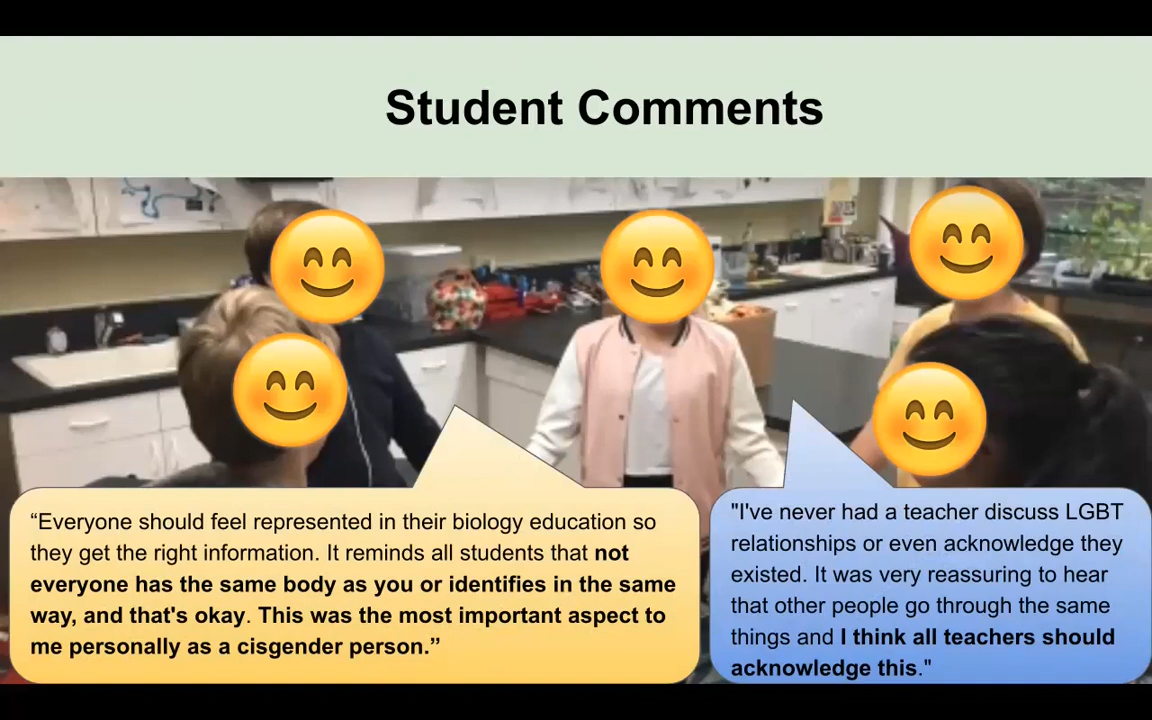 Student Comments
“Everyone should feel represented in their biology education so
they get the right information. It reminds all students that not
everyone has the same body as you or identifies in the same
way, and that's okay. This was the most important aspect to
me personally as a cisgender person.”
"I've never had a teacher discuss LGBT
relationships or even acknowledge they
existed. It was very reassuring to hear
that other people go through the same
things and I think all teachers should
acknowledge this."